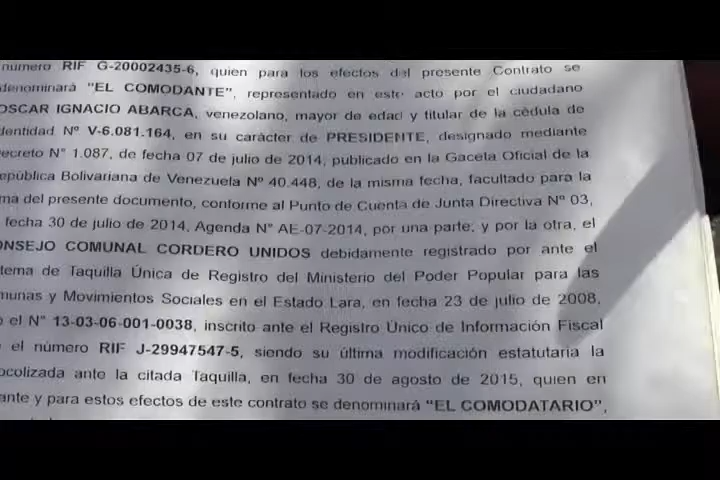 número RIF G-20002435-6, quien para los efectos del presente Contrato se
denominará "EL COMODANTE", representado en este acto por el ciudadano
OSCAR IGNACIO ABARCA, venezolano, mayor de edad y titular de la cédula de
dentidad Nº V-6.081.164, en su carácter de PRESIDENTE, designado mediante
ecreto N° 1.087, de fecha 07 de julio de 2014, publicado en la Gaceta Oficial de la
epública Bolivariana de Venezuela Nº 40.448, de la misma fecha, facultado para la
ma del presente documento, conforme al Punto de Cuenta de Junta Directiva Nº 03,
fecha 30 de julio de 2014, Agenda N° AE-07-2014, por una parte; y por la otra, el
ONSEJO COMUNAL CORDERO UNIDOS debidamente registrado por ante el
tema de Taquilla Única de Registro del Ministerio del Poder Popular para las
munas y Movimientos Sociales en el Estado Lara, en fecha 23 de julio de 2008,
o el N° 13-03-06-001-0038, inscrito ante el Registro Único de Información Fiscal
el número RIF J-29947547-5, siendo su última modificación estatutaria la
ocolizada ante la citada Taquilla, en fecha 30 de agosto de 2015, quien en
ante y para estos efectos de este contrato se denominará "EL COMODATARIO",